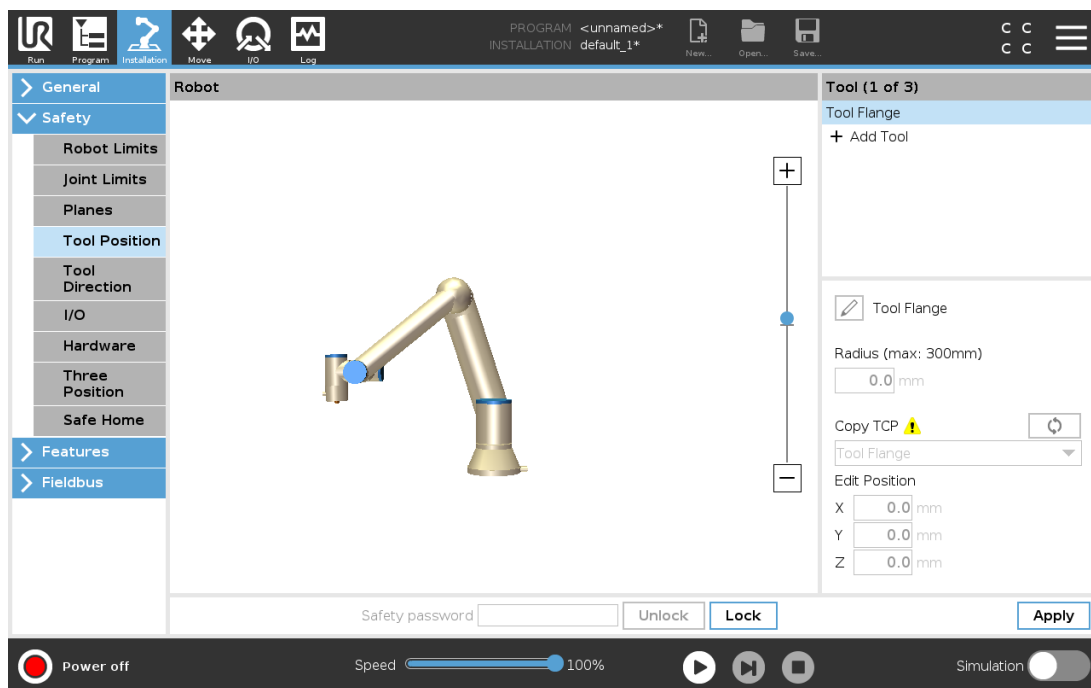 UR
Run
Program
Installation
Move
I/O
Log
PROGRAM <unnamed>*
INSTALLATION default_1*
New...
Open...
Save...
C C
C C
General
Safety
Robot Limits
Joint Limits
Planes
Tool Position
Tool
Direction
I/O
Hardware
Three
Position
Safe Home
Features
Fieldbus
Robot
Tool (1 of 3)
Tool Flange
+ Add Tool
Tool Flange
Radius (max: 300mm)
0.0 mm
Copy TCP
Tool Flange
Edit Position
X 0.0 mm
Y 0.0 mm
Z 0.0 mm
Safety password
Unlock
Lock
Apply
Power off
Speed
100%
Simulation